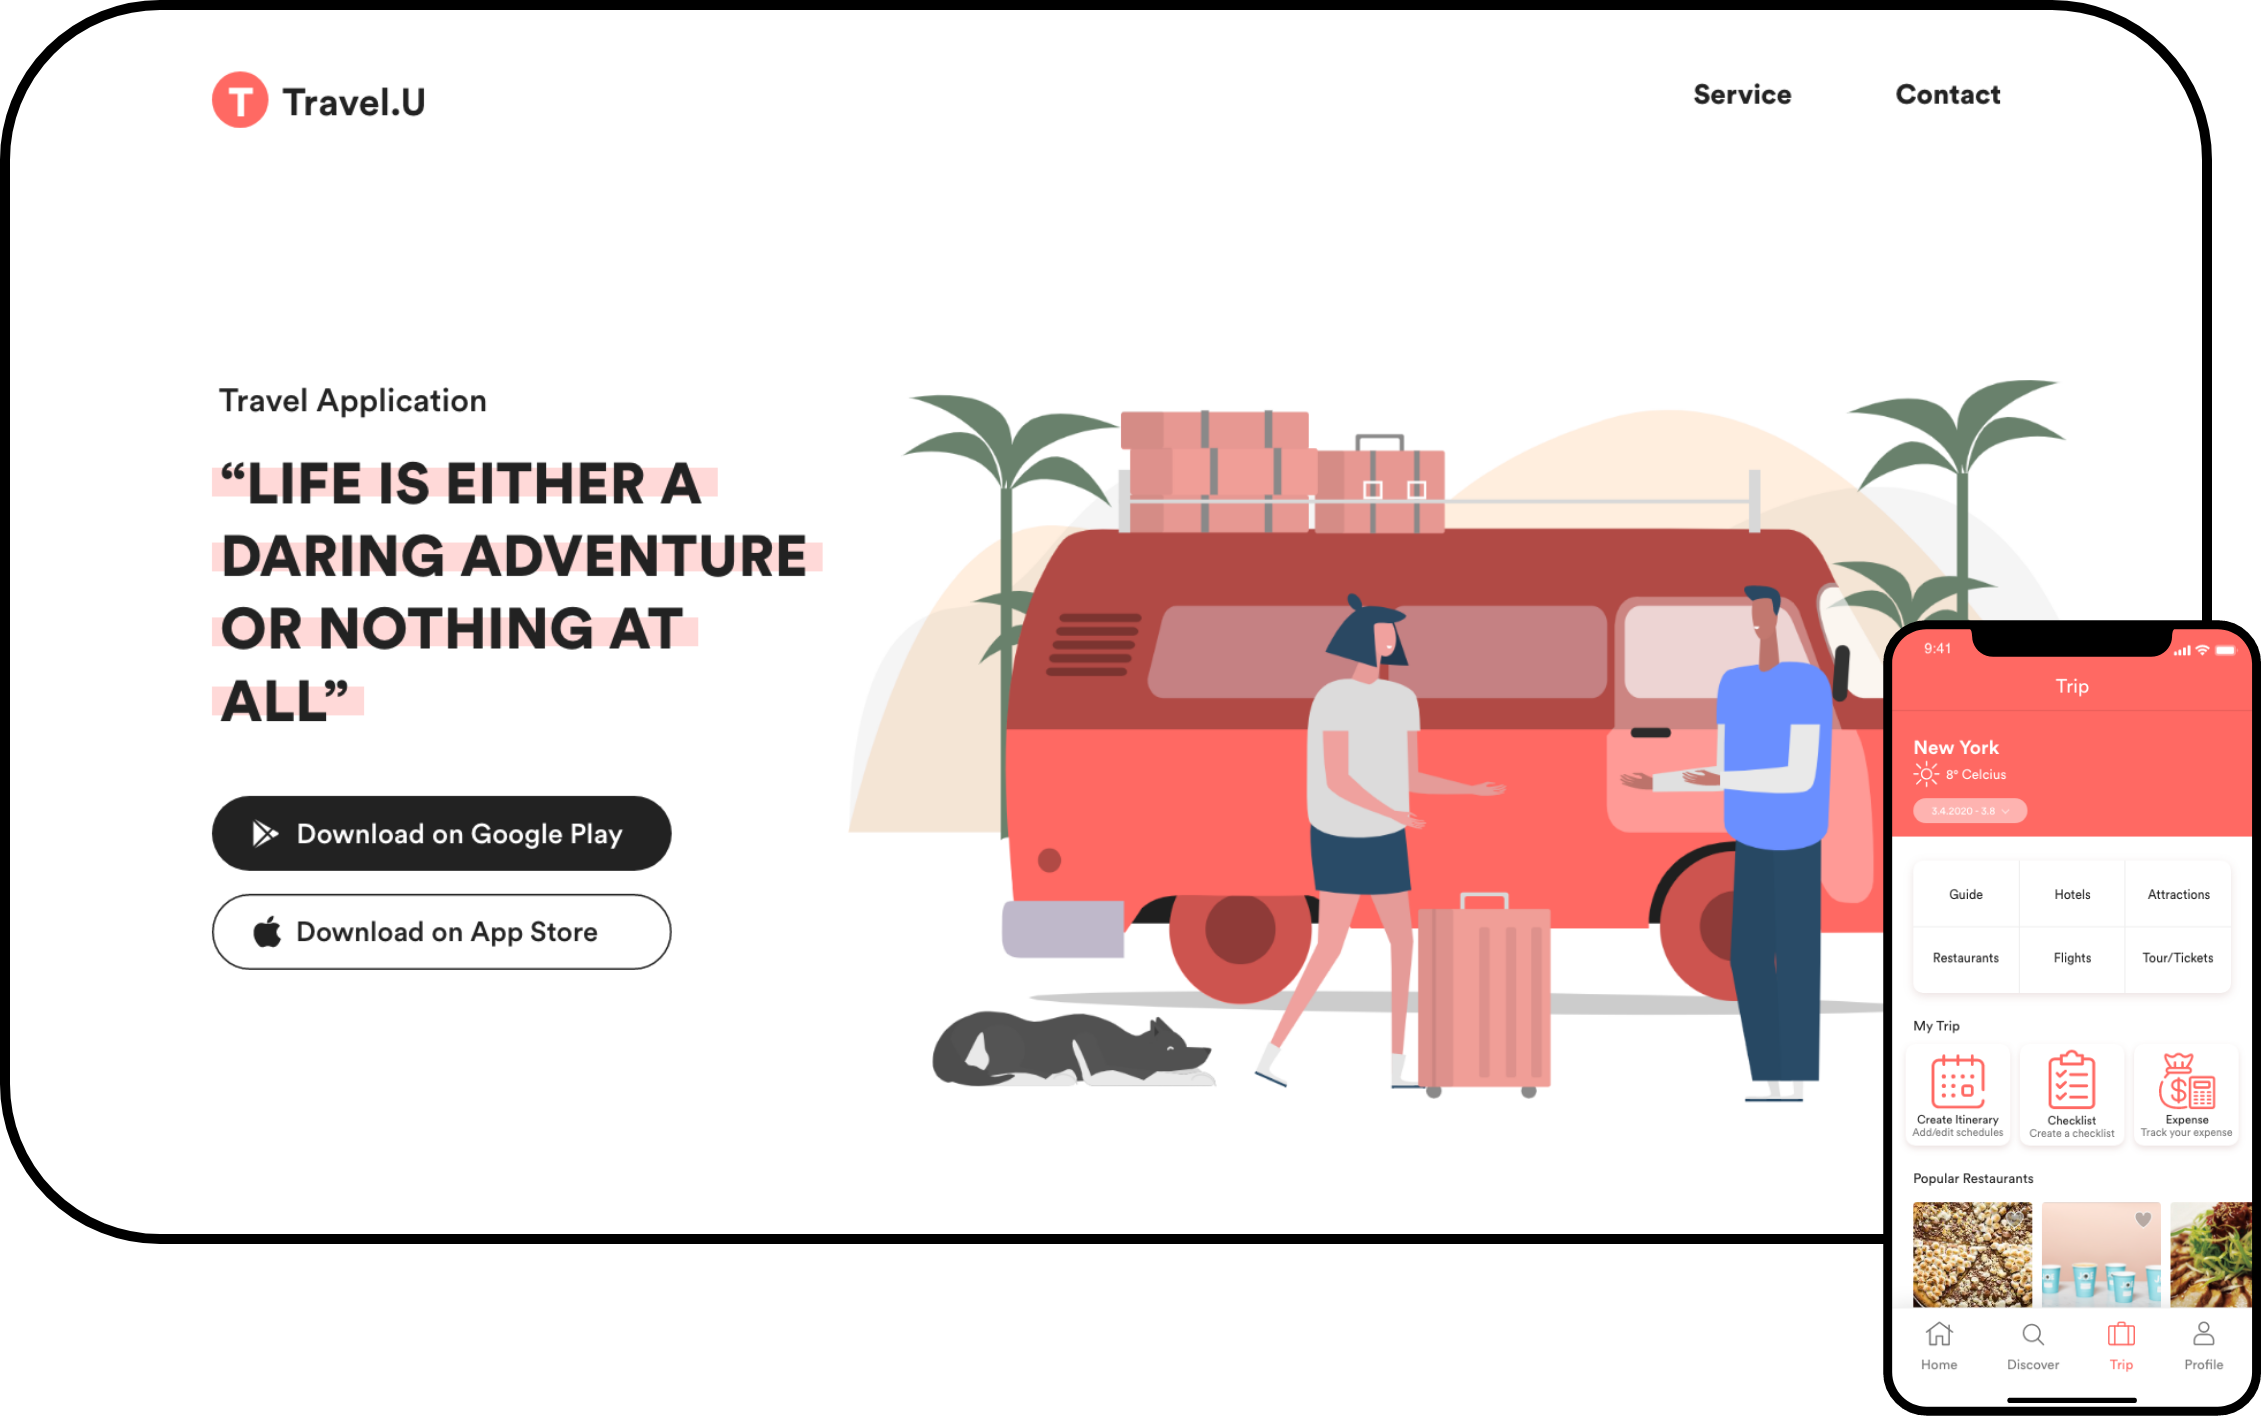 T Travel.U
Service
Contact
Travel Application
“LIFE IS EITHER A
DARING ADVENTURE
OR NOTHING AT
ALL”
Download on Google Play
Download on App Store
9:41
Trip
New York
8° Celcius
3.4.2020 - 3.8
Guide
Hotels
Attractions
Restaurants
Flights
Tour/Tickets
My Trip
Create Itinerary
Add/edit schedules
Checklist
Create a checklist
$
Expense
Track your expense
Popular Restaurants
Home
Discover
Trip
Profile